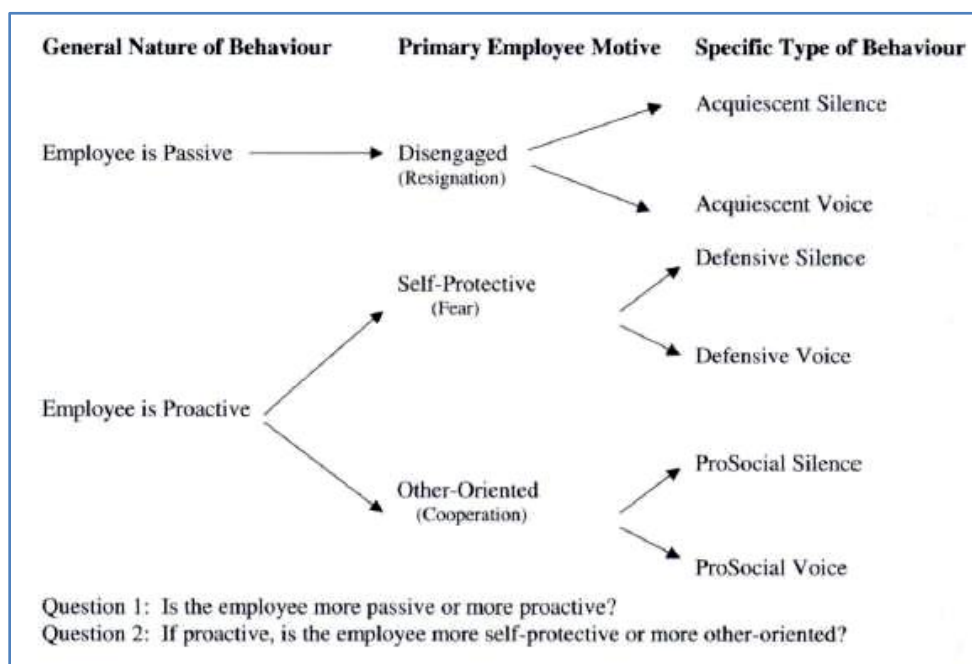 General Nature of Behaviour Primary Employee Motive Specific Type of Behaviour
Acquiescent Silence
Employee is Passive Disengaged
(Resignation)
Acquiescent Voice
Defensive Silence
Self-Protective
(Fear)
Defensive Voice
Employee is Proactive
ProSocial Silence
Other-Oriented
(Cooperation)
ProSocial Voice
Question 1: Is the employee more passive or more proactive?
Question 2: If proactive, is the employee more self-protective or more other-oriented?